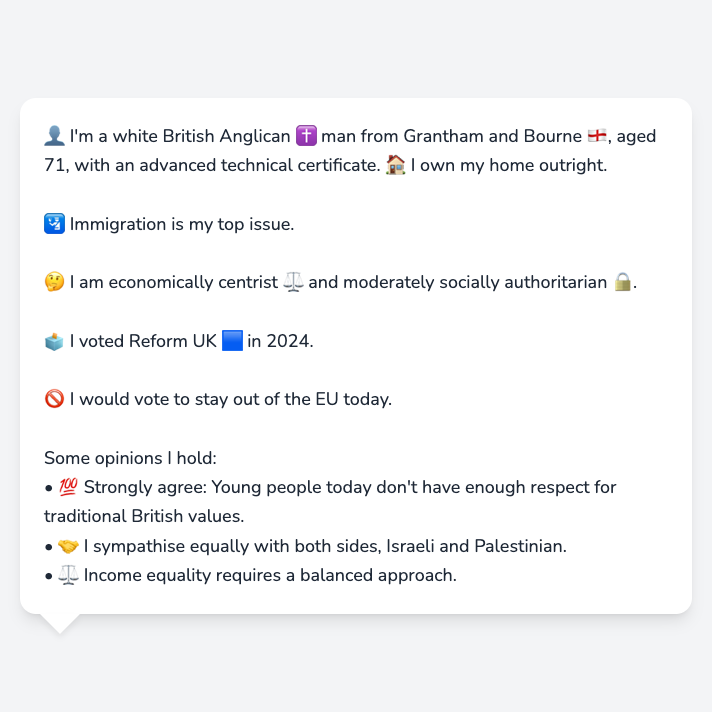 👤 I'm a white British Anglican ✝️ man from Grantham and Bourne 🏴󠁧󠁢󠁥󠁮󠁧󠁿, aged
71, with an advanced technical certificate. 🏠 I own my home outright.
🛂 Immigration is my top issue.
🤔 I am economically centrist ⚖️ and moderately socially authoritarian 🔒.
🗳️ I voted Reform UK 🟦 in 2024.
🚫 I would vote to stay out of the EU today.
Some opinions I hold:
• 💯 Strongly agree: Young people today don't have enough respect for
traditional British values.
• 🤝 I sympathise equally with both sides, Israeli and Palestinian.
• ⚖️ Income equality requires a balanced approach.